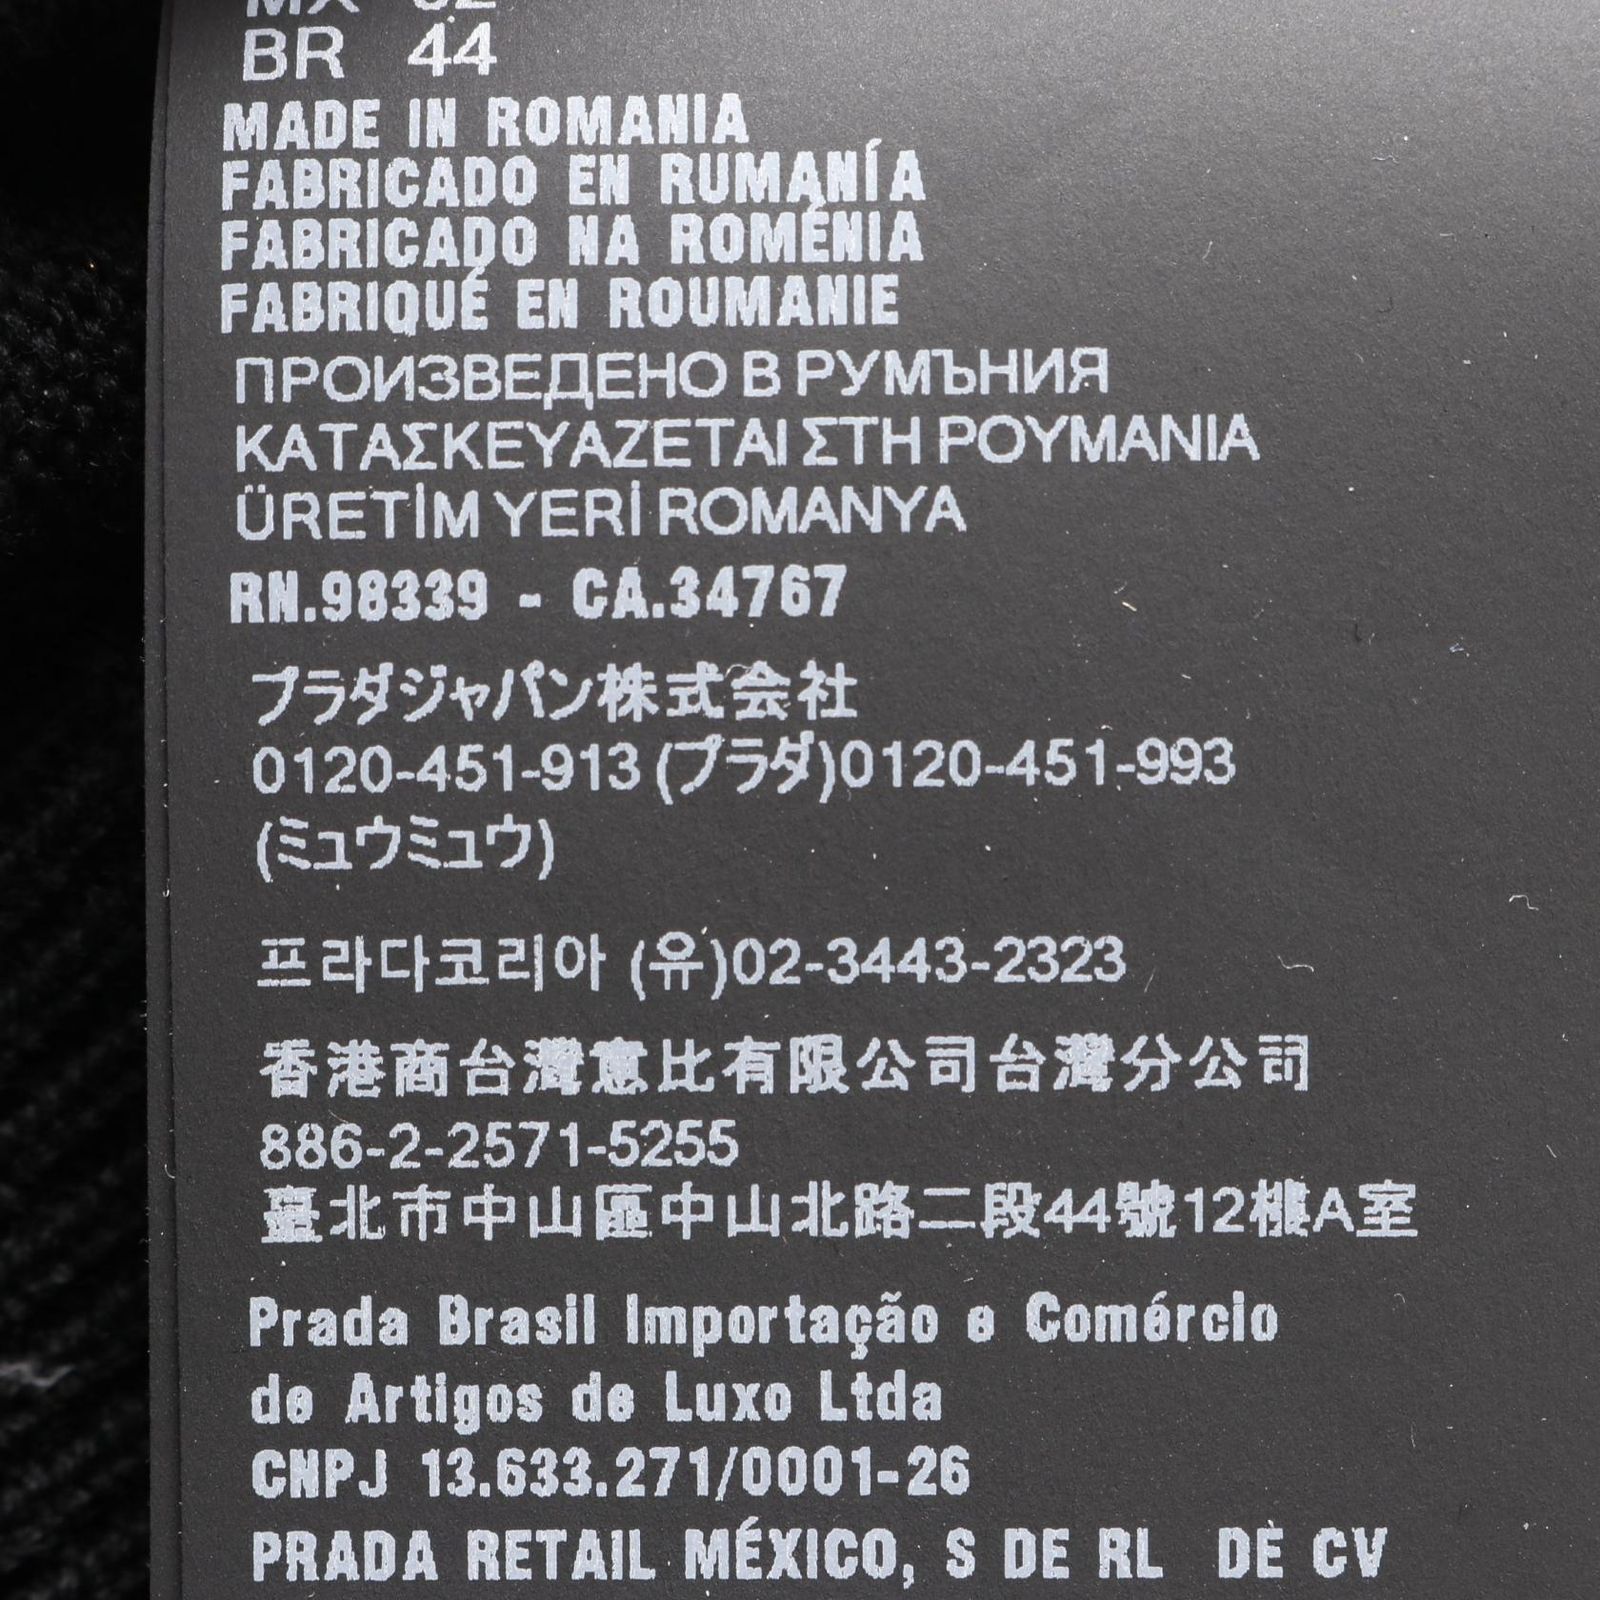 MX
BR 44
MADE IN ROMANIA
FABRICADO EN RUMANÍA
FABRICADO NA ROMÉNIA
FABRIQUÉ EN ROUMANIE
ПРОИЗВЕДЕНО В РУМЪНИЯ
ΚΑΤΑΣΚΕΥΑΖΕΤΑΙ ΣΤΗ ΡΟΥΜΑΝΙΑ
ÜRETİM YERİ ROMANYA
RN.98339 - CA.34767
プラダジャパン株式会社
0120-451-913 (プラダ)0120-451-993
(ミュウミュウ)
프라다코리아 (유)02-3443-2323
香港商台灣惠比有限公司台灣分公司
886-2-2571-5255
臺北市中山區中山北路二段44號12樓A室
Prada Brasil Importação e Comércio
de Artigos de Luxo Ltda
CNPJ 13.633.271/0001-26
PRADA RETAIL MÉXICO, S DE RL DE CV